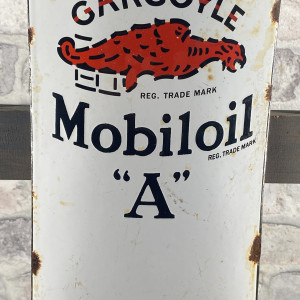 GARGOYLE
REG. TRADE MARK
Mobiloil
REG. TRADE MARK
"A"